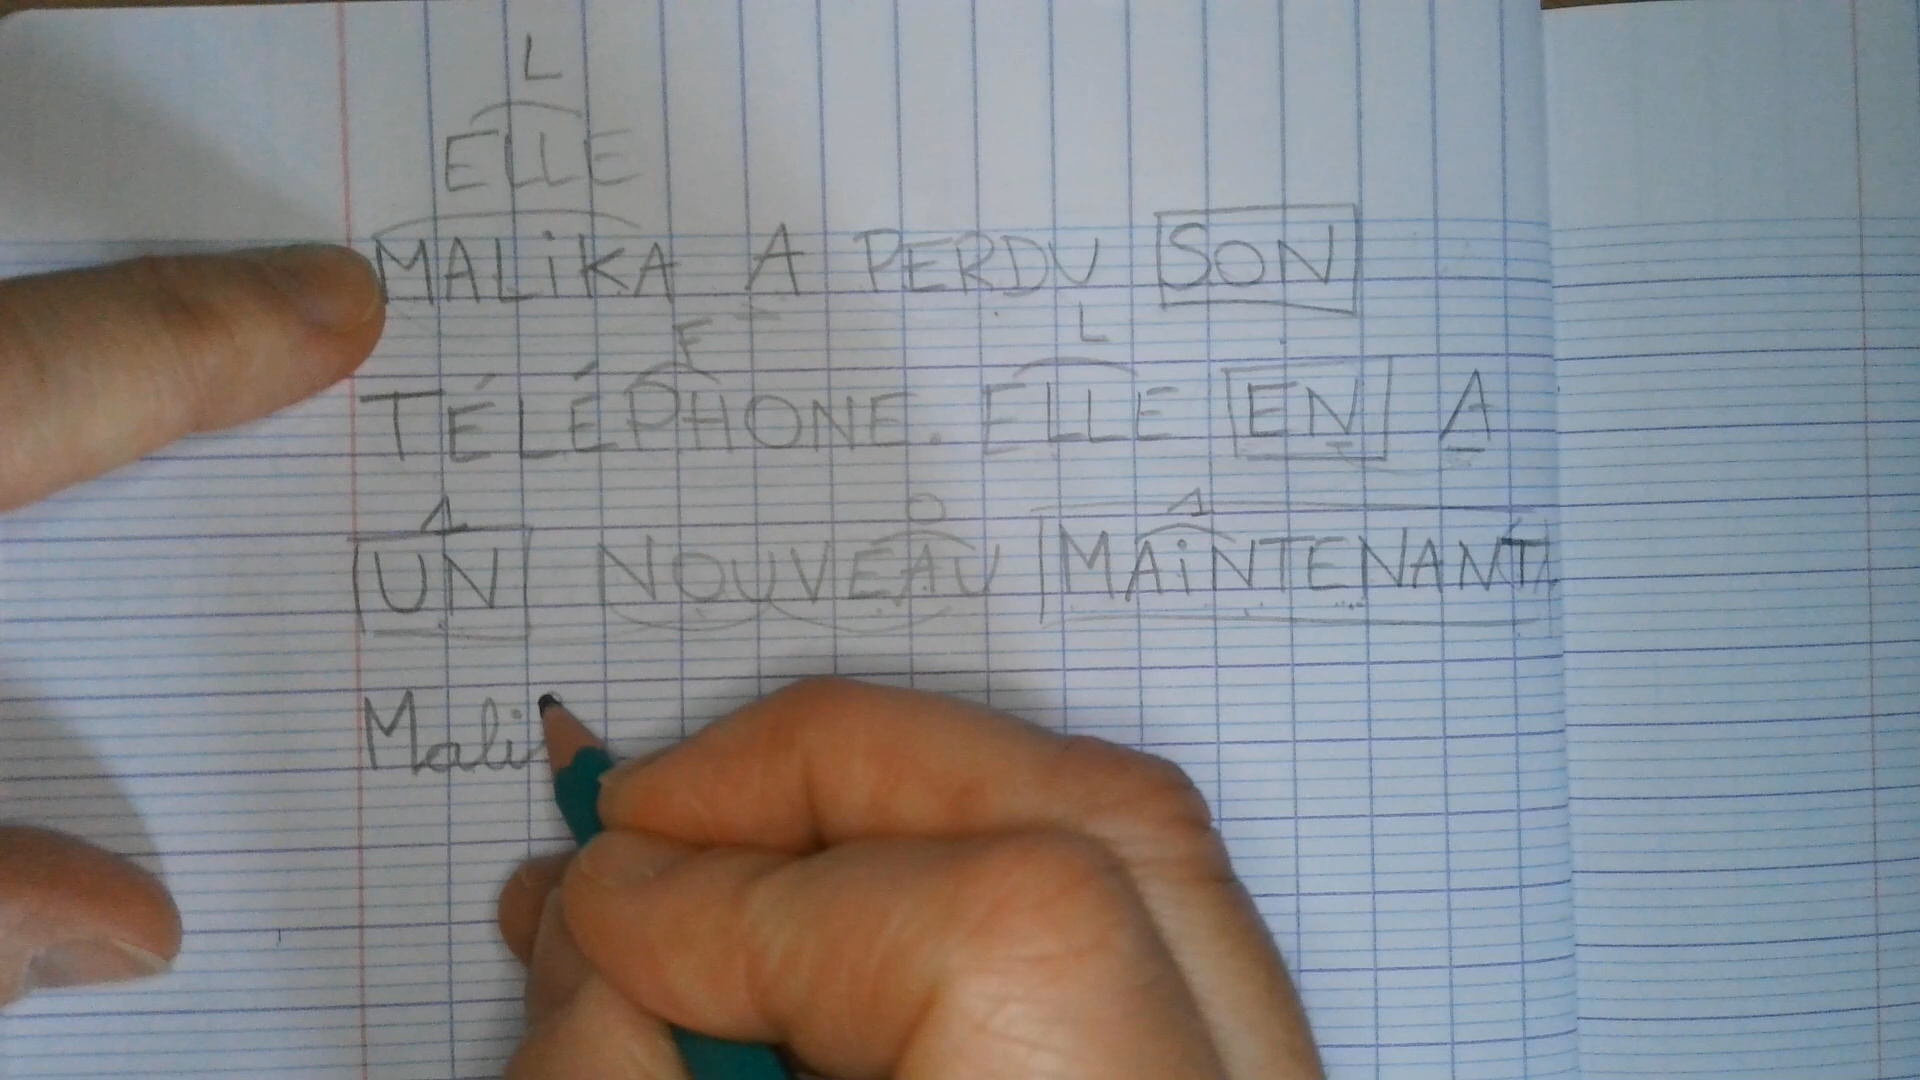 L
ELLE
MALiKA A PERDU SON
F L
TÉLÉPHONE. ELLE EN A
1 O 1
UN NOUVEAU MAiNTENANT
Mali